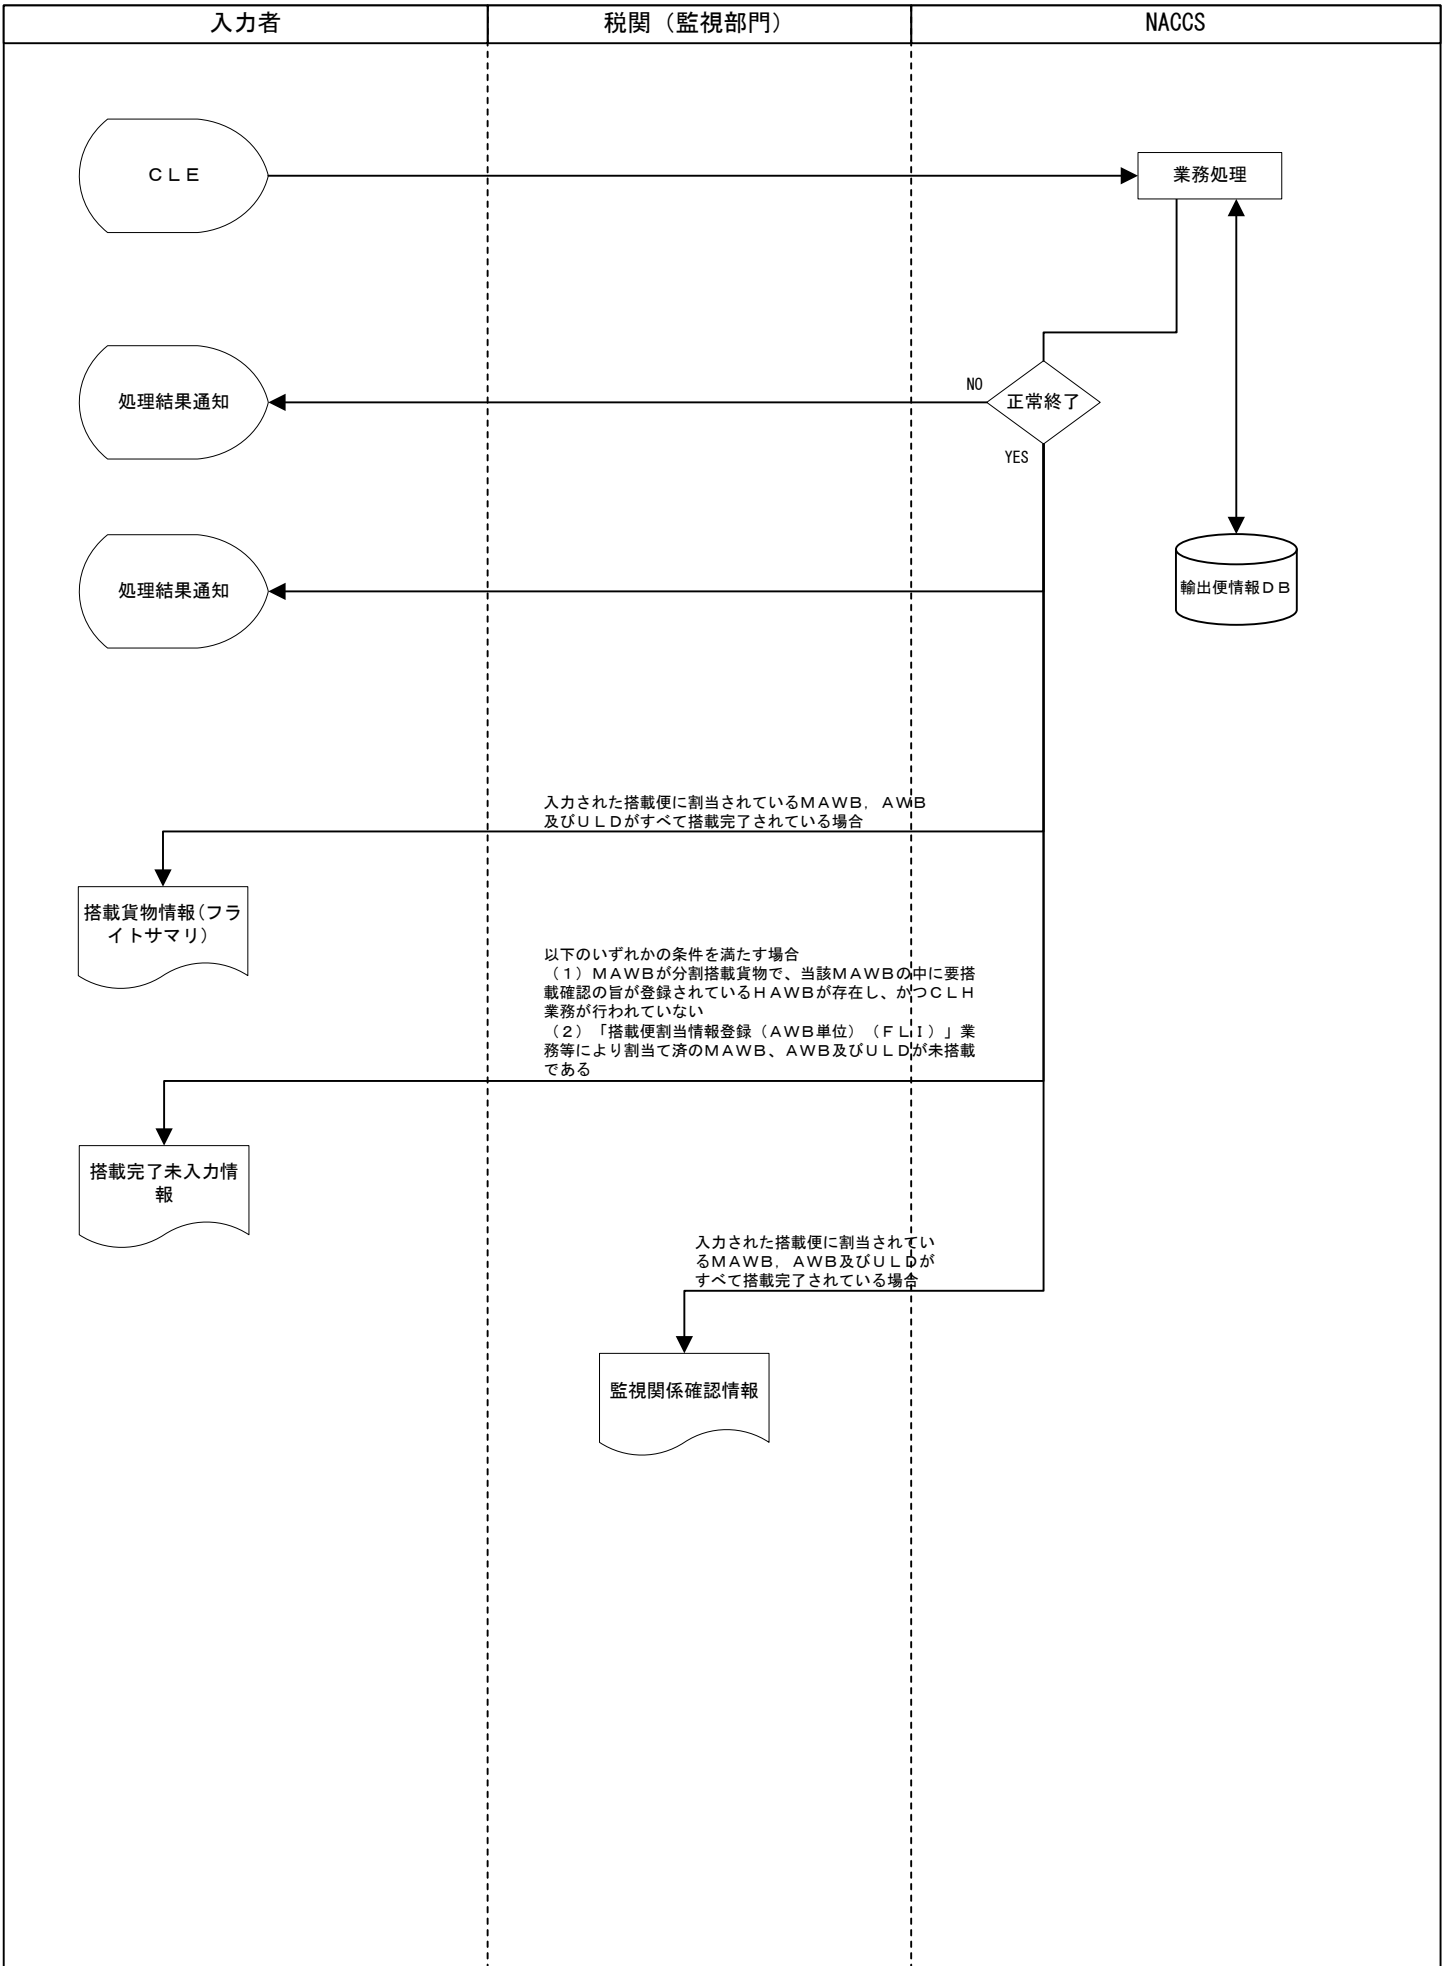 入力者
税関（監視部門）
NACCS
ＣＬＥ
業務処理
処理結果通知
NO
正常終了
YES
処理結果通知
輸出便情報ＤＢ
入力された搭載便に割当されているＭＡＷＢ，ＡＷＢ
及びＵＬＤがすべて搭載完了されている場合
搭載貨物情報（フラ
イトサマリ）
以下のいずれかの条件を満たす場合
（１）ＭＡＷＢが分割搭載貨物で、当該ＭＡＷＢの中に要搭
載確認の旨が登録されているＨＡＷＢが存在し、かつＣＬＨ
業務が行われていない
（２）「搭載便割当情報登録（ＡＷＢ単位）（ＦＬＩ）」業
務等により割当て済のＭＡＷＢ、ＡＷＢ及びＵＬＤが未搭載
である
搭載完了未入力情
報
入力された搭載便に割当されてい
るＭＡＷＢ，ＡＷＢ及びＵＬＤが
すべて搭載完了されている場合
監視関係確認情報